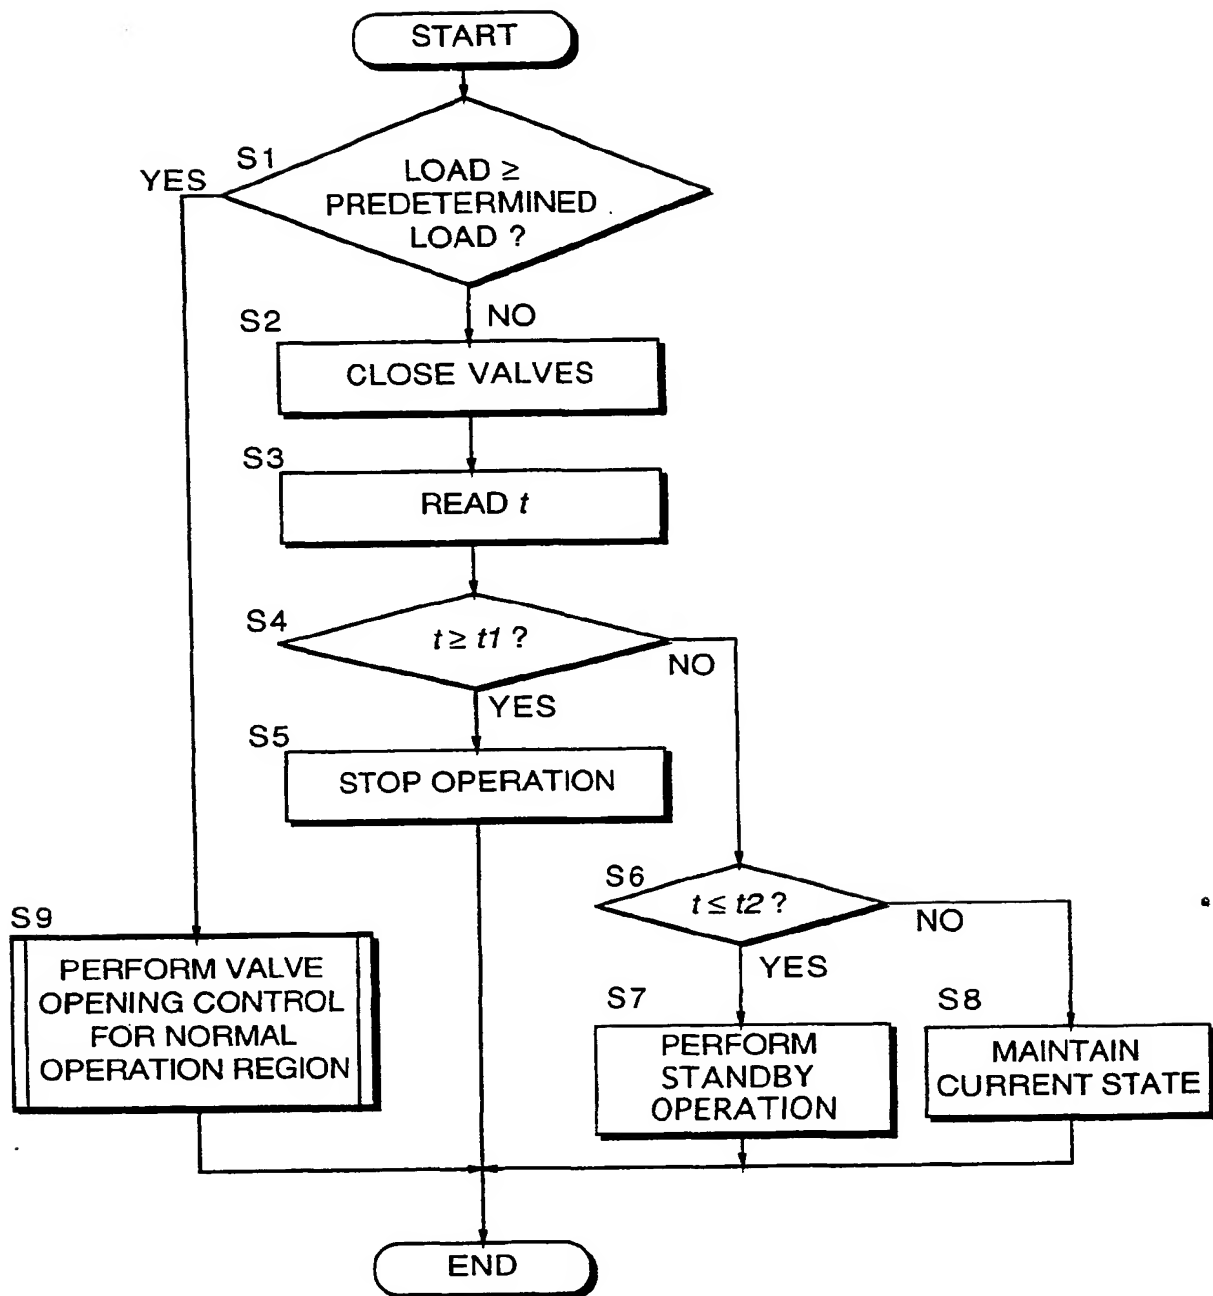 START
S1
YES
LOAD ≥
PREDETERMINED
LOAD ?
NO
S2
CLOSE VALVES
S3
READ t
S4
t ≥ t1 ?
NO
YES
S5
STOP OPERATION
S6
t ≤ t2 ?
NO
YES
S9
PERFORM VALVE
OPENING CONTROL
FOR NORMAL
OPERATION REGION
S7
PERFORM
STANDBY
OPERATION
S8
MAINTAIN
CURRENT STATE
END